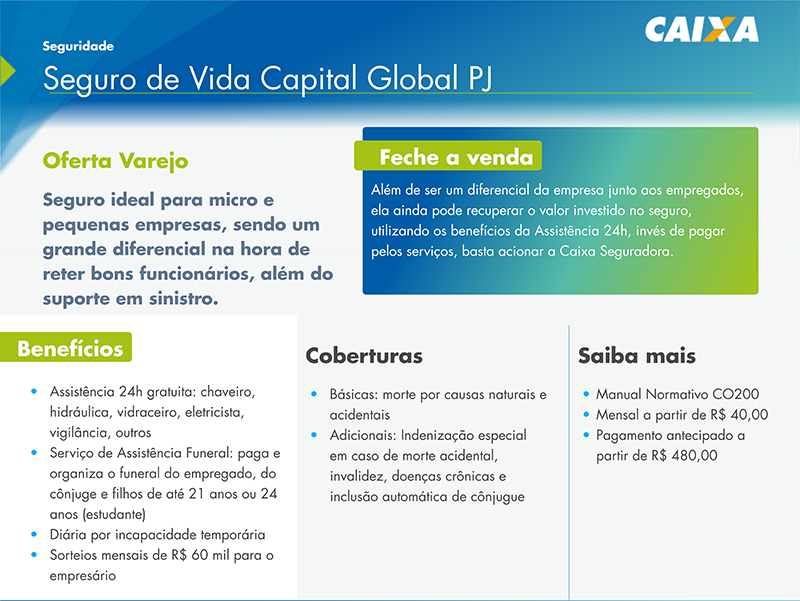 CAIXA
Seguridade
Seguro de Vida Capital Global PJ
Oferta Varejo
Seguro ideal para micro e
pequenas empresas, sendo um
grande diferencial na hora de
reter bons funcionários, além do
suporte em sinistro.
Feche a venda
Além de ser um diferencial da empresa junto aos empregados,
ela ainda pode recuperar o valor investido no seguro,
utilizando os benefícios da Assistência 24h, invés de pagar
pelos serviços, basta acionar a Caixa Seguradora.
Benefícios
• Assistência 24h gratuita: chaveiro,
hidráulica, vidraceiro, eletricista,
vigilância, outros
• Serviço de Assistência Funeral: paga e
organiza o funeral do empregado, do
cônjuge e filhos de até 21 anos ou 24
anos (estudante)
• Diária por incapacidade temporária
• Sorteios mensais de R$ 60 mil para o
empresário
Coberturas
• Básicas: morte por causas naturais e
acidentais
• Adicionais: Indenização especial
em caso de morte acidental,
invalidez, doenças crônicas e
inclusão automática de cônjugue
Saiba mais
• Manual Normativo CO200
• Mensal a partir de R$ 40,00
• Pagamento antecipado a
partir de R$ 480,00